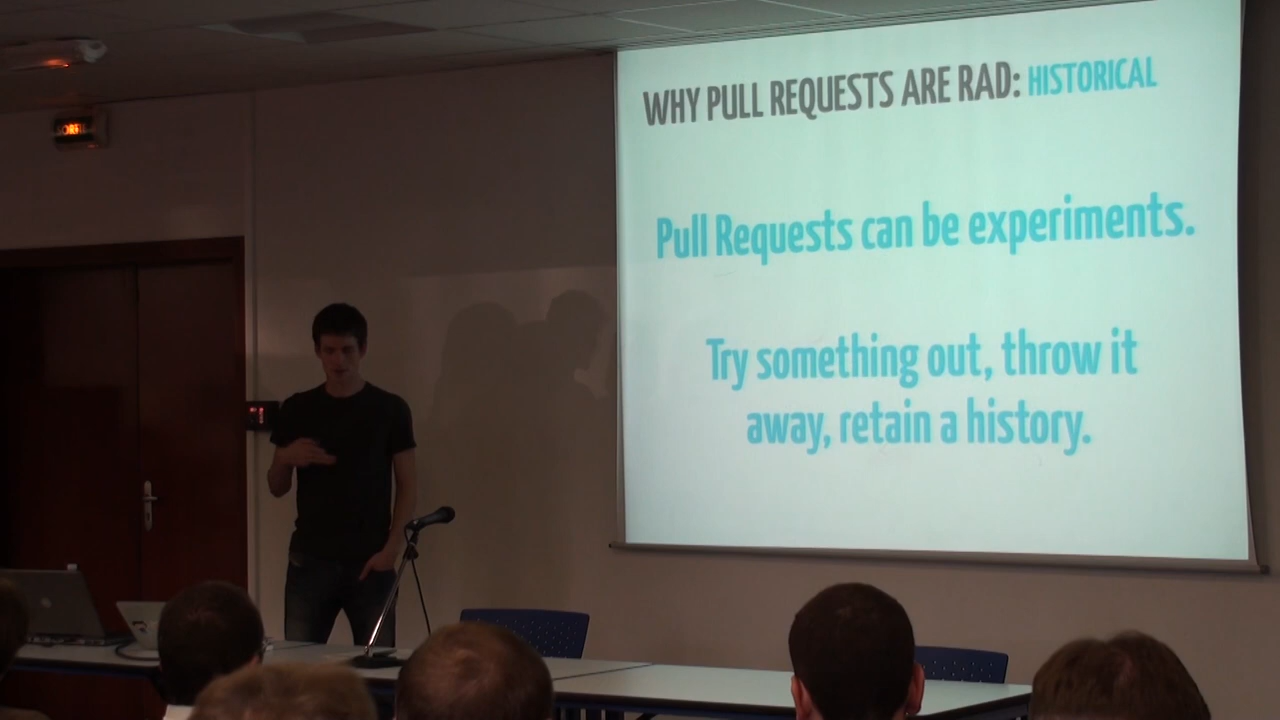 WHY PULL REQUESTS ARE RAD: HISTORICAL
Pull Requests can be experiments.
Try something out, throw it
away, retain a history.
SORTIE